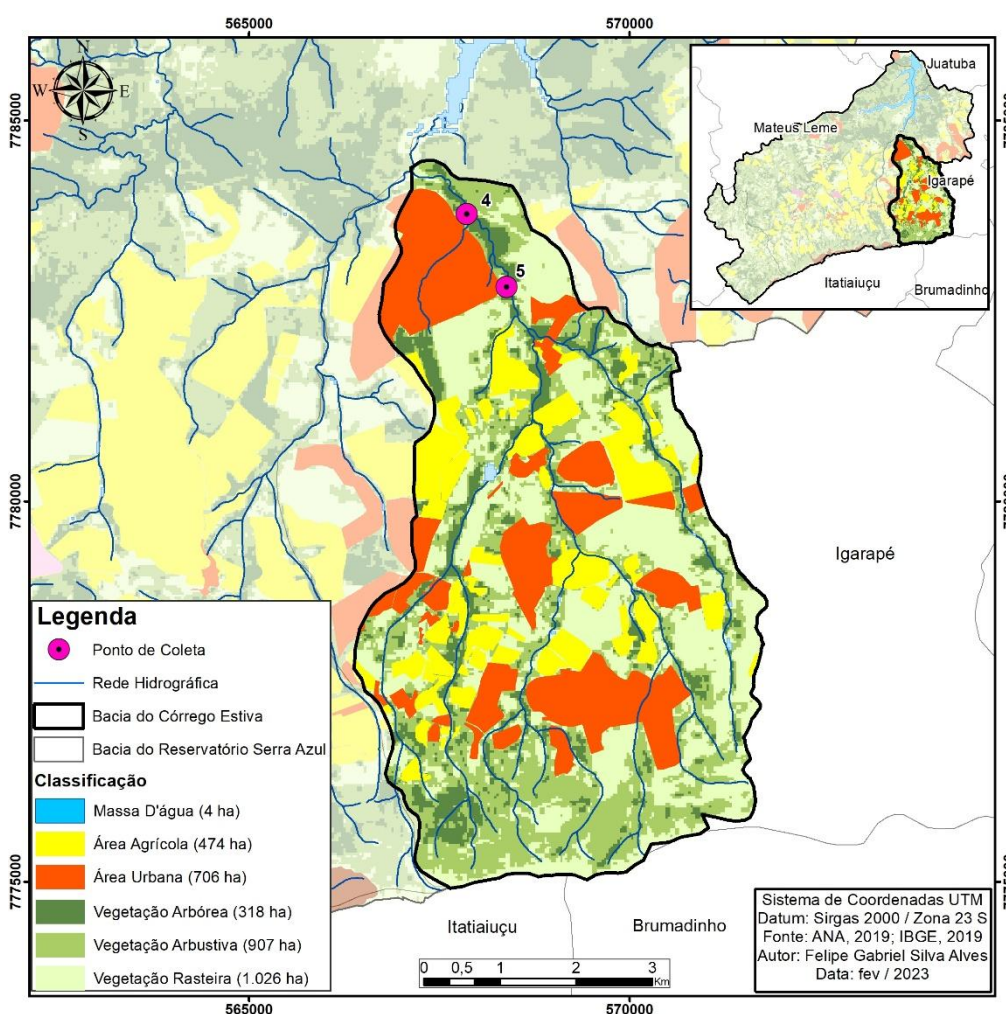 565000
570000
N
W
E
S
Juatuba
Mateus Leme
Igarapé
Itatiaiuçu
Brumadinho
7785000
7785000
4
5
7780000
7780000
Igarapé
Legenda
Ponto de Coleta
Rede Hidrográfica
Bacia do Córrego Estiva
Bacia do Reservatório Serra Azul
Classificação
Massa D'água (4 ha)
Área Agrícola (474 ha)
Área Urbana (706 ha)
Vegetação Arbórea (318 ha)
Vegetação Arbustiva (907 ha)
Vegetação Rasteira (1.026 ha)
7775000
7775000
Itatiaiuçu
Brumadinho
0 0,5 1 2 3
Km
Sistema de Coordenadas UTM
Datum: Sirgas 2000 / Zona 23 S
Fonte: ANA, 2019; IBGE, 2019
Autor: Felipe Gabriel Silva Alves
Data: fev / 2023
565000
570000